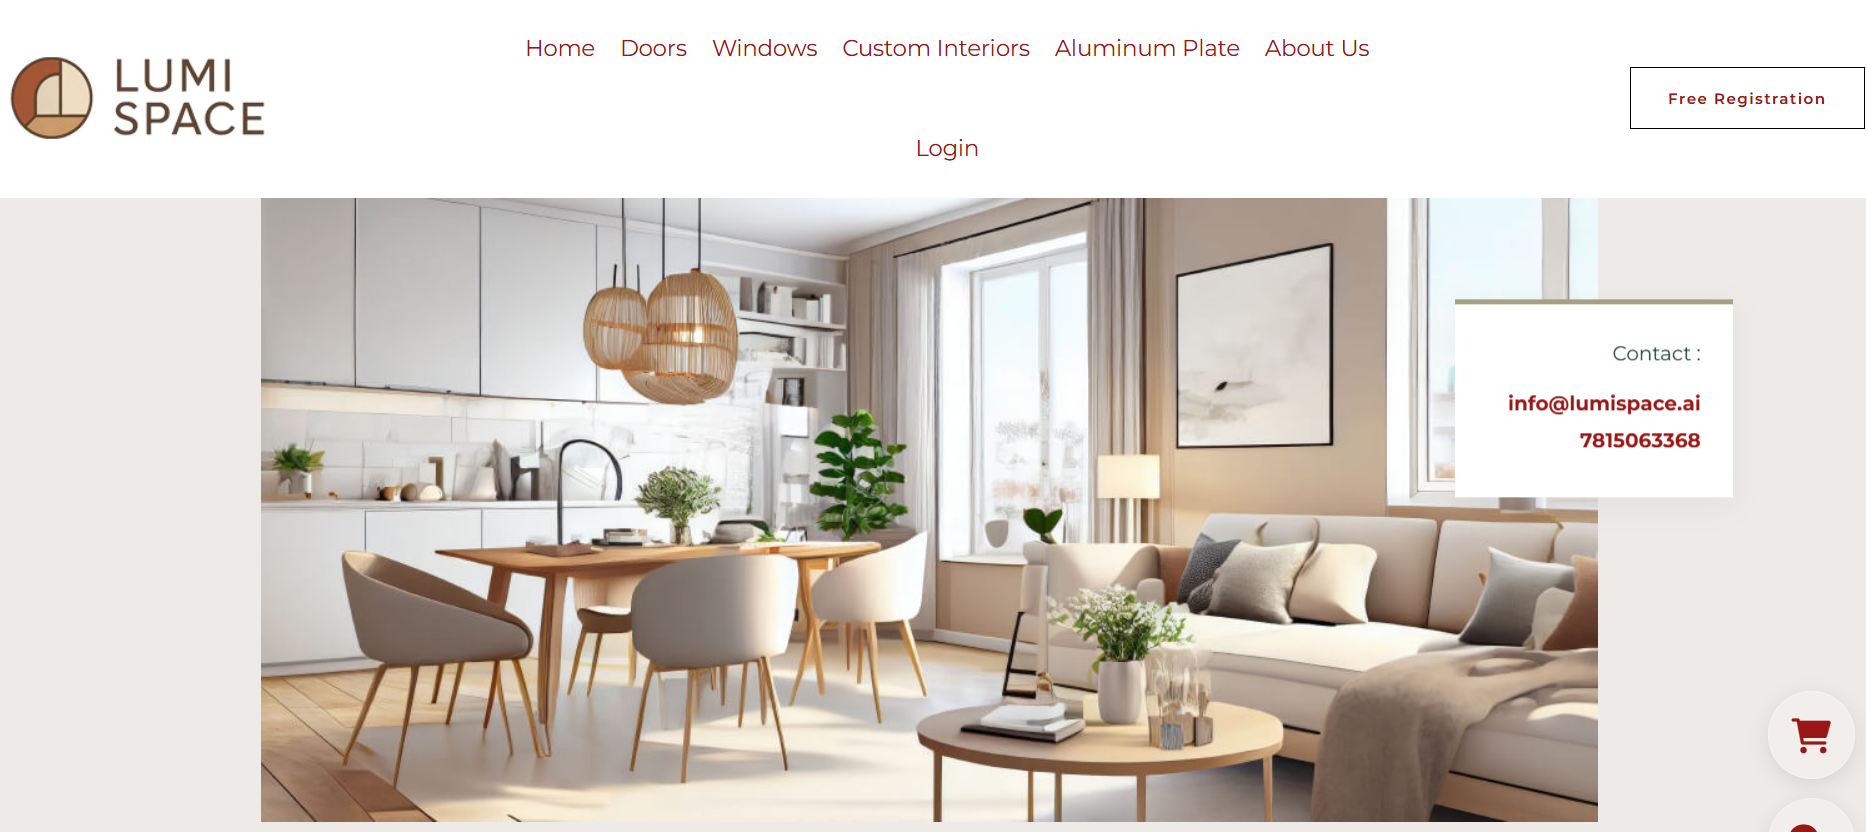 LUMI
SPACE
Home Doors Windows Custom Interiors Aluminum Plate About Us
Login
Free Registration
Contact :
info@lumispace.ai
7815063368